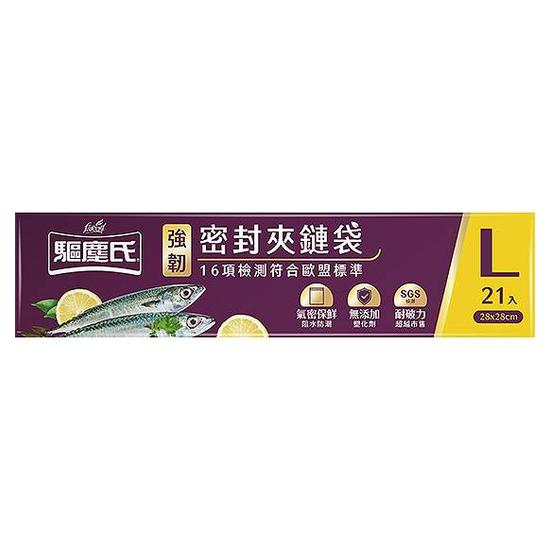 Farcent
驅塵氏
強韌
密封夾鏈袋
16項檢測符合歐盟標準
氣密保鮮
阻水防潮
無添加
塑化劑
SGS
檢測
耐破力
超越市售
L
21入
28x28cm